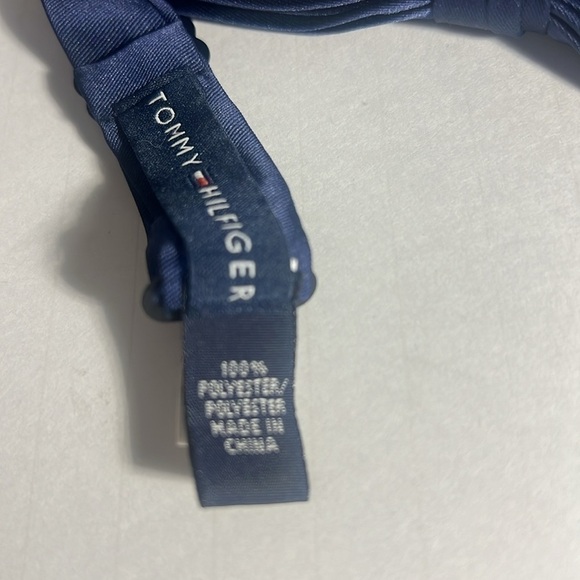 TOMMY HILFIGER
100%
POLYESTER/
POLYESTER
MADE IN
CHINA